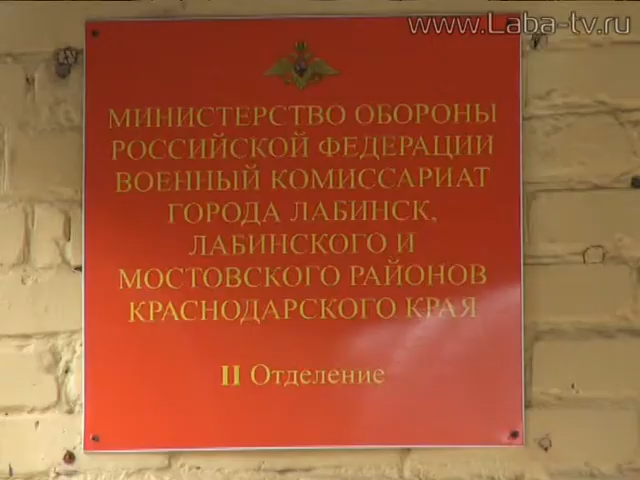 www.Laba-tv.ru
МИНИСТЕРСТВО ОБОРОНЫ
РОССИЙСКОЙ ФЕДЕРАЦИИ
ВОЕННЫЙ КОМИССАРИАТ
ГОРОДА ЛАБИНСК,
ЛАБИНСКОГО И
МОСТОВСКОГО РАЙОНОВ
КРАСНОДАРСКОГО КРАЯ
II Отделение